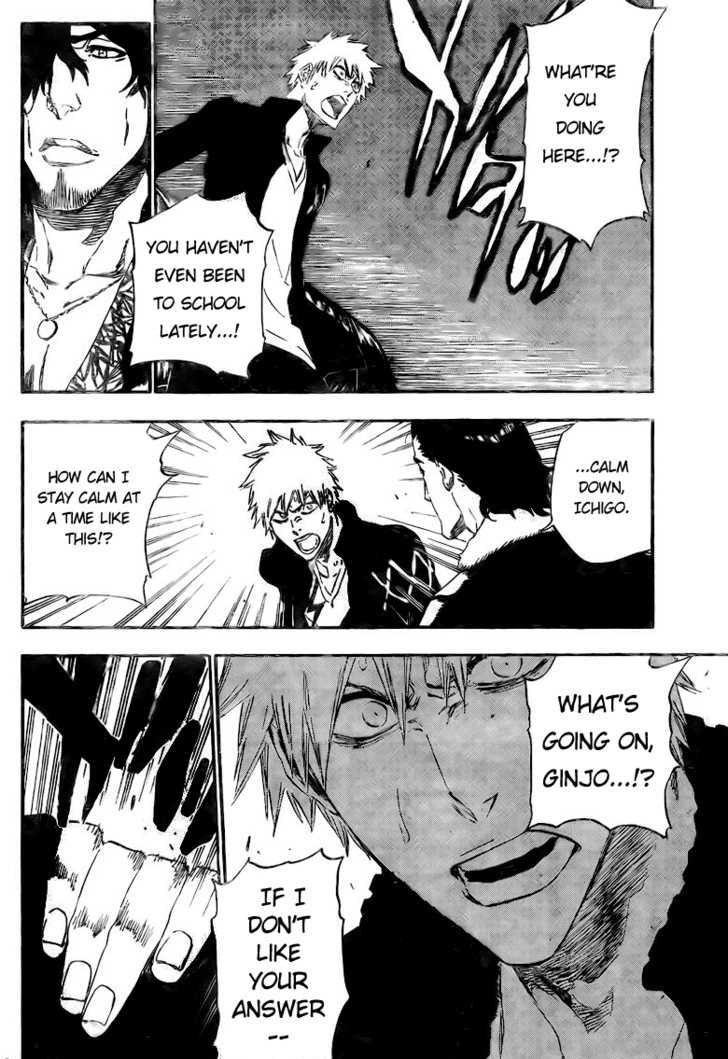 WHAT'RE
YOU
DOING
HERE...!?
YOU HAVEN'T
EVEN BEEN
TO SCHOOL
LATELY...!
...CALM
DOWN,
ICHIGO.
HOW CAN I
STAY CALM AT
A TIME LIKE
THIS!?
WHAT'S
GOING ON,
GINJO...!?
IF I
DON'T
LIKE
YOUR
ANSWER
--